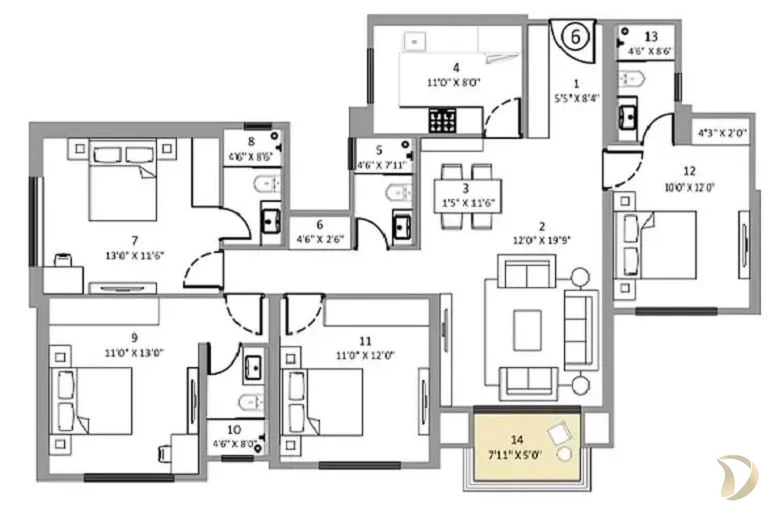 6
13
4'6" X 8'6"
4
11'0" X 8'0"
1
5'5" X 8'4"
4'3" X 2'0"
8
4'6" X 8'6"
5
4'6" X 7'11"
12
10'0" X 12'0"
3
1'5" X 11'6"
6
4'6" X 2'6"
2
12'0" X 19'9"
7
13'0" X 11'6"
9
11'0" X 13'0"
11
11'0" X 12'0"
10
4'6" X 8'0"
14
7'11" X 5'0"